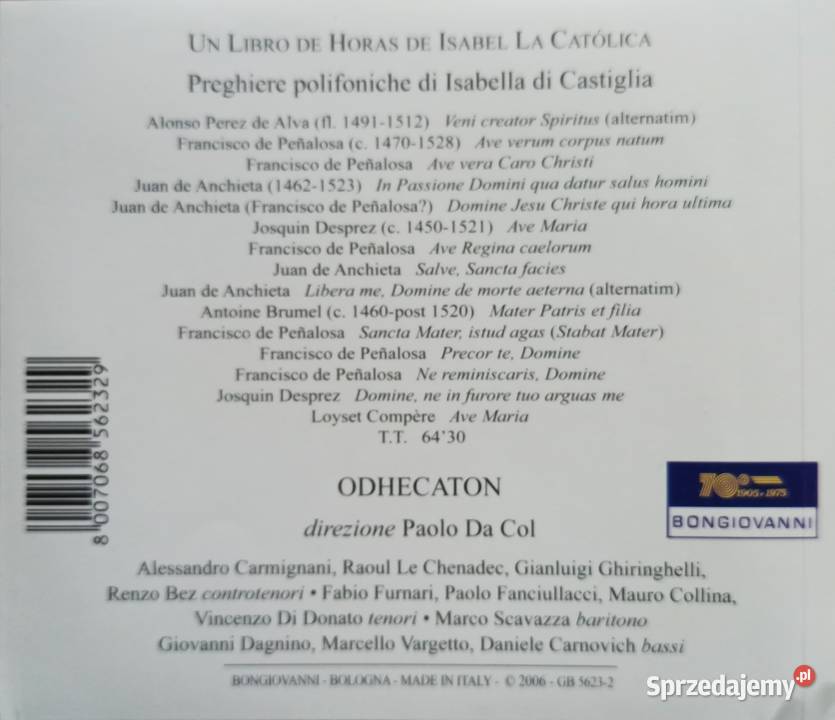 UN LIBRO DE HORAS DE ISABEL LA CATÓLICA
Preghiere polifoniche di Isabella di Castiglia
Alonso Perez de Alva (fl. 1491-1512) Veni creator Spiritus (alternatim)
Francisco de Peñalosa (c. 1470-1528) Ave verum corpus natum
Francisco de Peñalosa Ave vera Caro Christi
Juan de Anchieta (1462-1523) In Passione Domini qua datur salus homini
Juan de Anchieta (Francisco de Peñalosa?) Domine Jesu Christe qui hora ultima
Josquin Desprez (c. 1450-1521) Ave Maria
Francisco de Peñalosa Ave Regina caelorum
Juan de Anchieta Salve, Sancta facies
Juan de Anchieta Libera me, Domine de morte aeterna (alternatim)
Antoine Brumel (c. 1460-post 1520) Mater Patris et filia
Francisco de Peñalosa Sancta Mater, istud agas (Stabat Mater)
Francisco de Peñalosa Precor te, Domine
Francisco de Peñalosa Ne reminiscaris, Domine
Josquin Desprez Domine, ne in furore tuo arguas me
Loyset Compère Ave Maria
T.T. 64'30
8 007068 562329
ODHECATON
direzione Paolo Da Col
70°
1905-1975
BONGIOVANNI
Alessandro Carmignani, Raoul Le Chenadec, Gianluigi Ghiringhelli,
Renzo Bez controtenori • Fabio Furnari, Paolo Fanciullacci, Mauro Collina,
Vincenzo Di Donato tenori • Marco Scavazza baritono
Giovanni Dagnino, Marcello Vargetto, Daniele Carnovich bassi
BONGIOVANNI - BOLOGNA - MADE IN ITALY - © 2006 - GB 5623-2
Sprzedajemy.pl